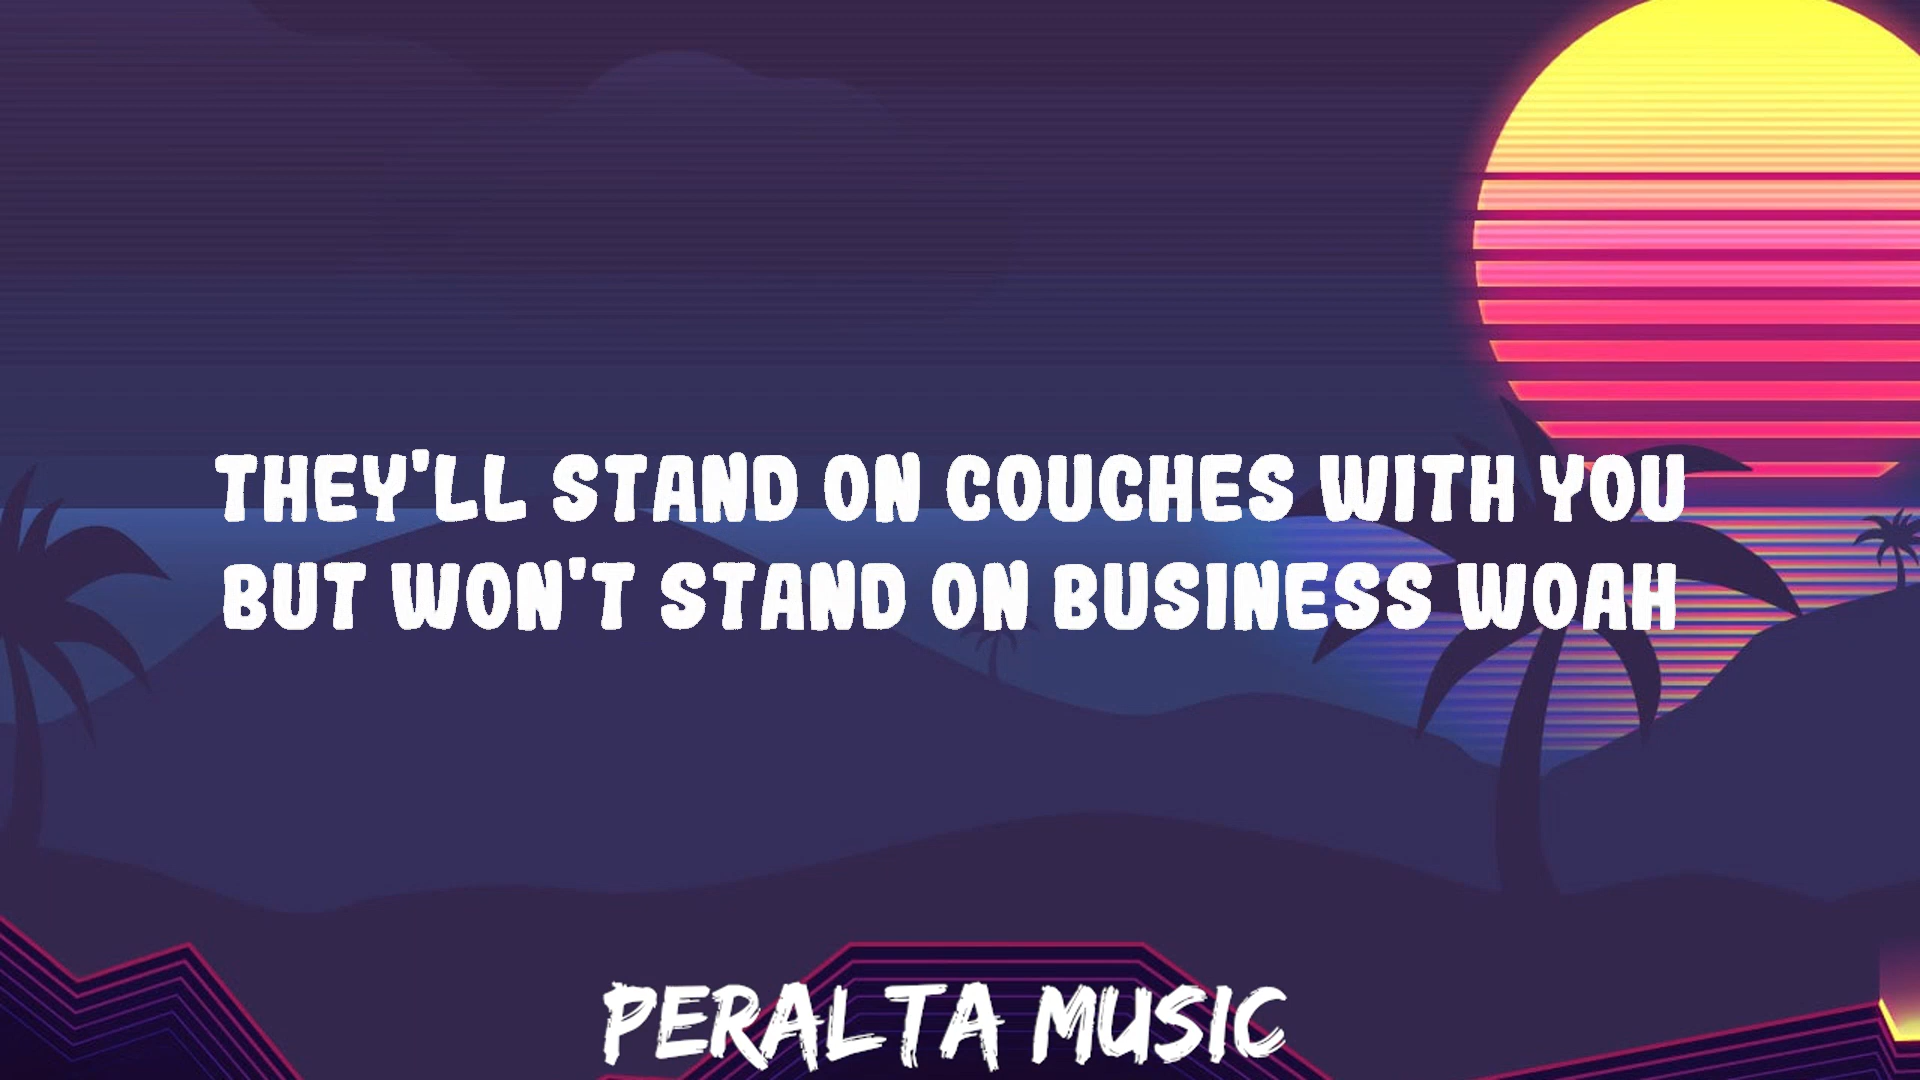 THEY'LL STAND ON COUCHES WITH YOU
BUT WON'T STAND ON BUSINESS WOAH
PERALTA MUSIC